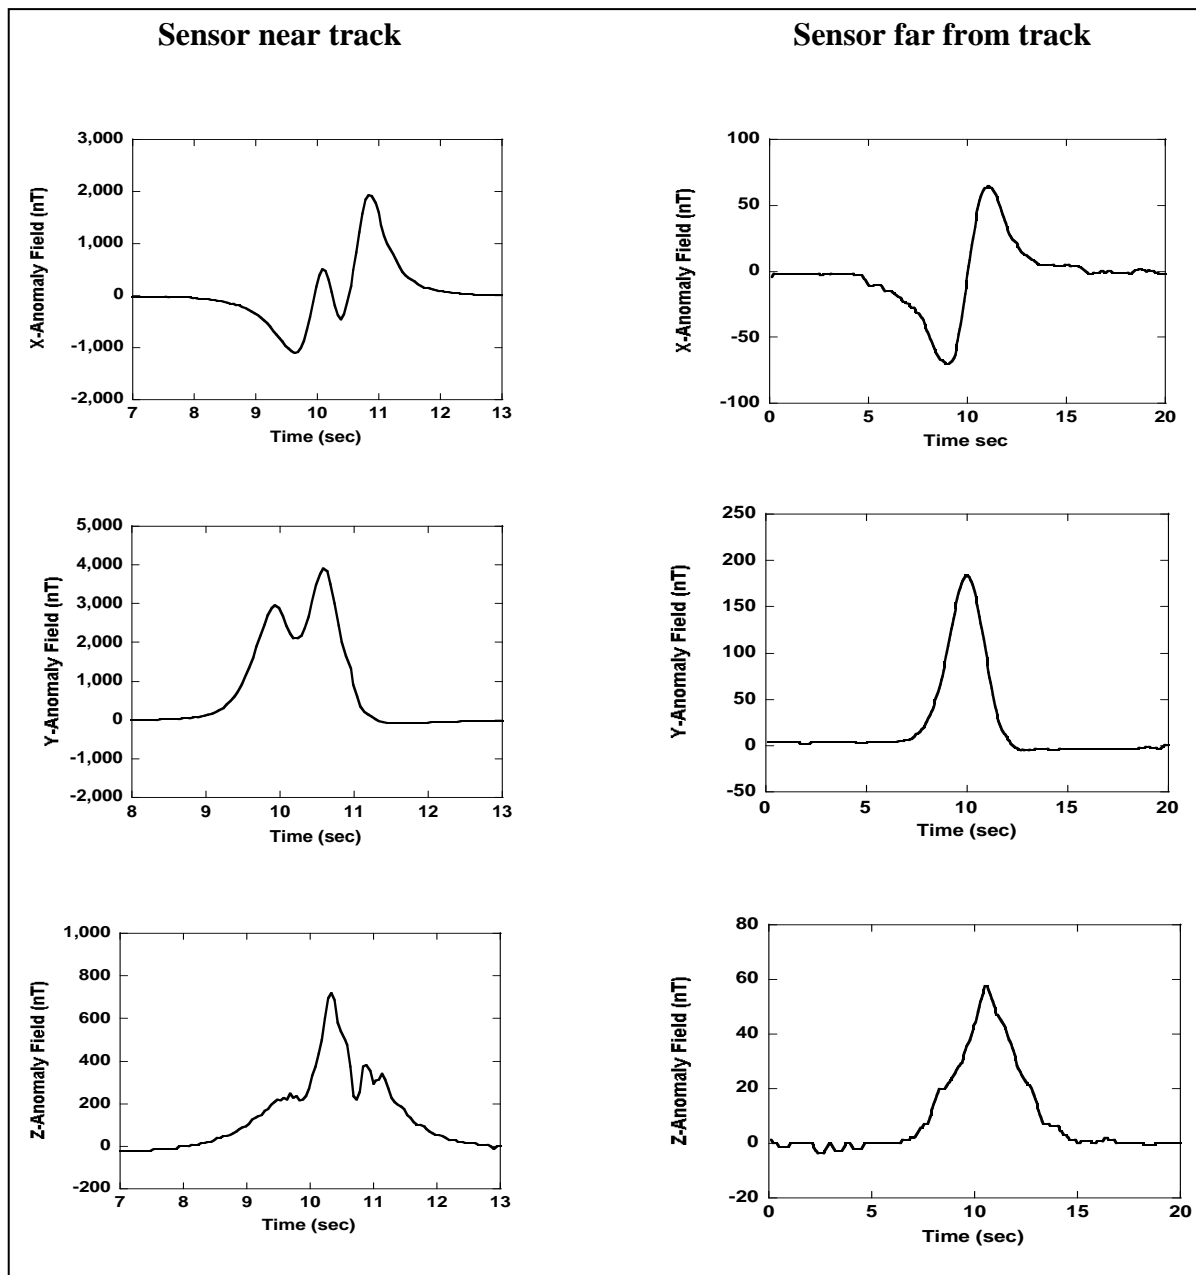 Sensor near track
Sensor far from track
3,000
2,000
1,000
0
-1,000
-2,000
X-Anomaly Field (nT)
7 8 9 10 11 12 13
Time (sec)
100
50
0
-50
-100
X-Anomaly Field (nT)
0 5 10 15 20
Time sec
5,000
4,000
3,000
2,000
1,000
0
-1,000
-2,000
Y-Anomaly Field (nT)
8 9 10 11 12 13
Time (sec)
250
200
150
100
50
0
-50
Y-Anomaly Field (nT)
0 5 10 15 20
Time (sec)
1,000
800
600
400
200
0
-200
Z-Anomaly Field (nT)
7 8 9 10 11 12 13
Time (sec)
80
60
40
20
0
-20
Z-Anomaly Field (nT)
0 5 10 15 20
Time (sec)